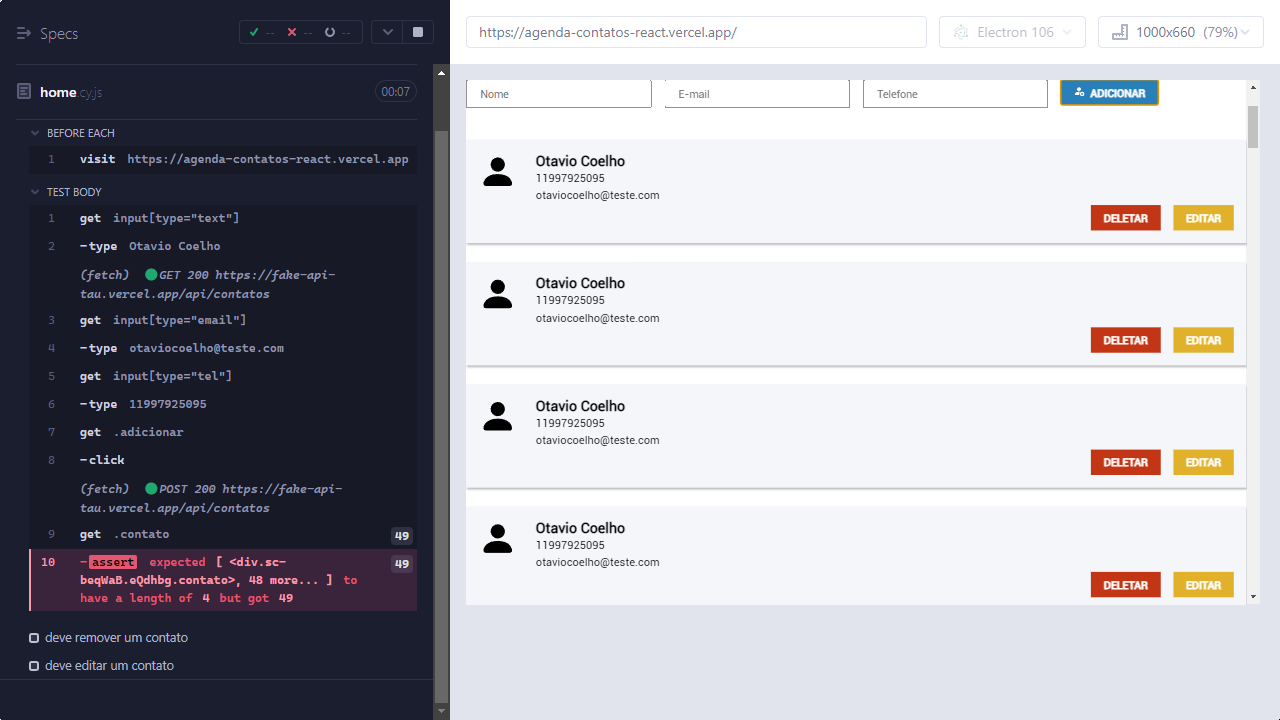 Specs
--
--
--
home.cy.js
00:07
BEFORE EACH
1 visit https://agenda-contatos-react.vercel.app
TEST BODY
1 get input[type="text"]
2 -type Otavio Coelho
(fetch) GET 200 https://fake-api-
tau.vercel.app/api/contatos
3 get input[type="email"]
4 -type otaviocoelho@teste.com
5 get input[type="tel"]
6 -type 11997925095
7 get .adicionar
8 -click
(fetch) POST 200 https://fake-api-
tau.vercel.app/api/contatos
9 get .contato 49
10 -assert expected [ <div.sc- 49
beqWaB.eQdhbg.contato>, 48 more... ] to
have a length of 4 but got 49
deve remover um contato
deve editar um contato
https://agenda-contatos-react.vercel.app/
Electron 106
1000x660 (79%)
Nome
E-mail
Telefone
ADICIONAR
Otavio Coelho
11997925095
otaviocoelho@teste.com
DELETAR
EDITAR
Otavio Coelho
11997925095
otaviocoelho@teste.com
DELETAR
EDITAR
Otavio Coelho
11997925095
otaviocoelho@teste.com
DELETAR
EDITAR
Otavio Coelho
11997925095
otaviocoelho@teste.com
DELETAR
EDITAR